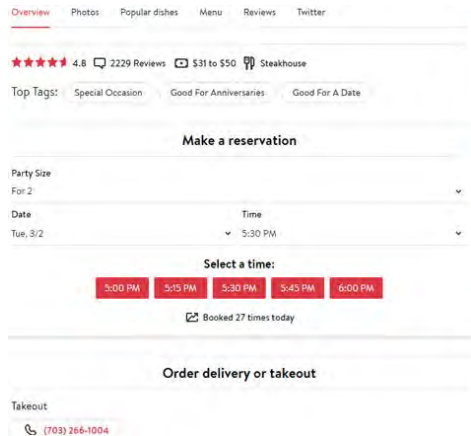 Overview Photos Popular dishes Menu Reviews Twitter
4.8 2229 Reviews $31 to $50 Steakhouse
Top Tags: Special Occasion Good For Anniversaries Good For A Date
Make a reservation
Party Size
For 2
Date Time
Tue, 3/2 5:30 PM
Select a time:
5:00 PM 5:15 PM 5:30 PM 5:45 PM 6:00 PM
Booked 27 times today
Order delivery or takeout
Takeout
(703) 266-1004